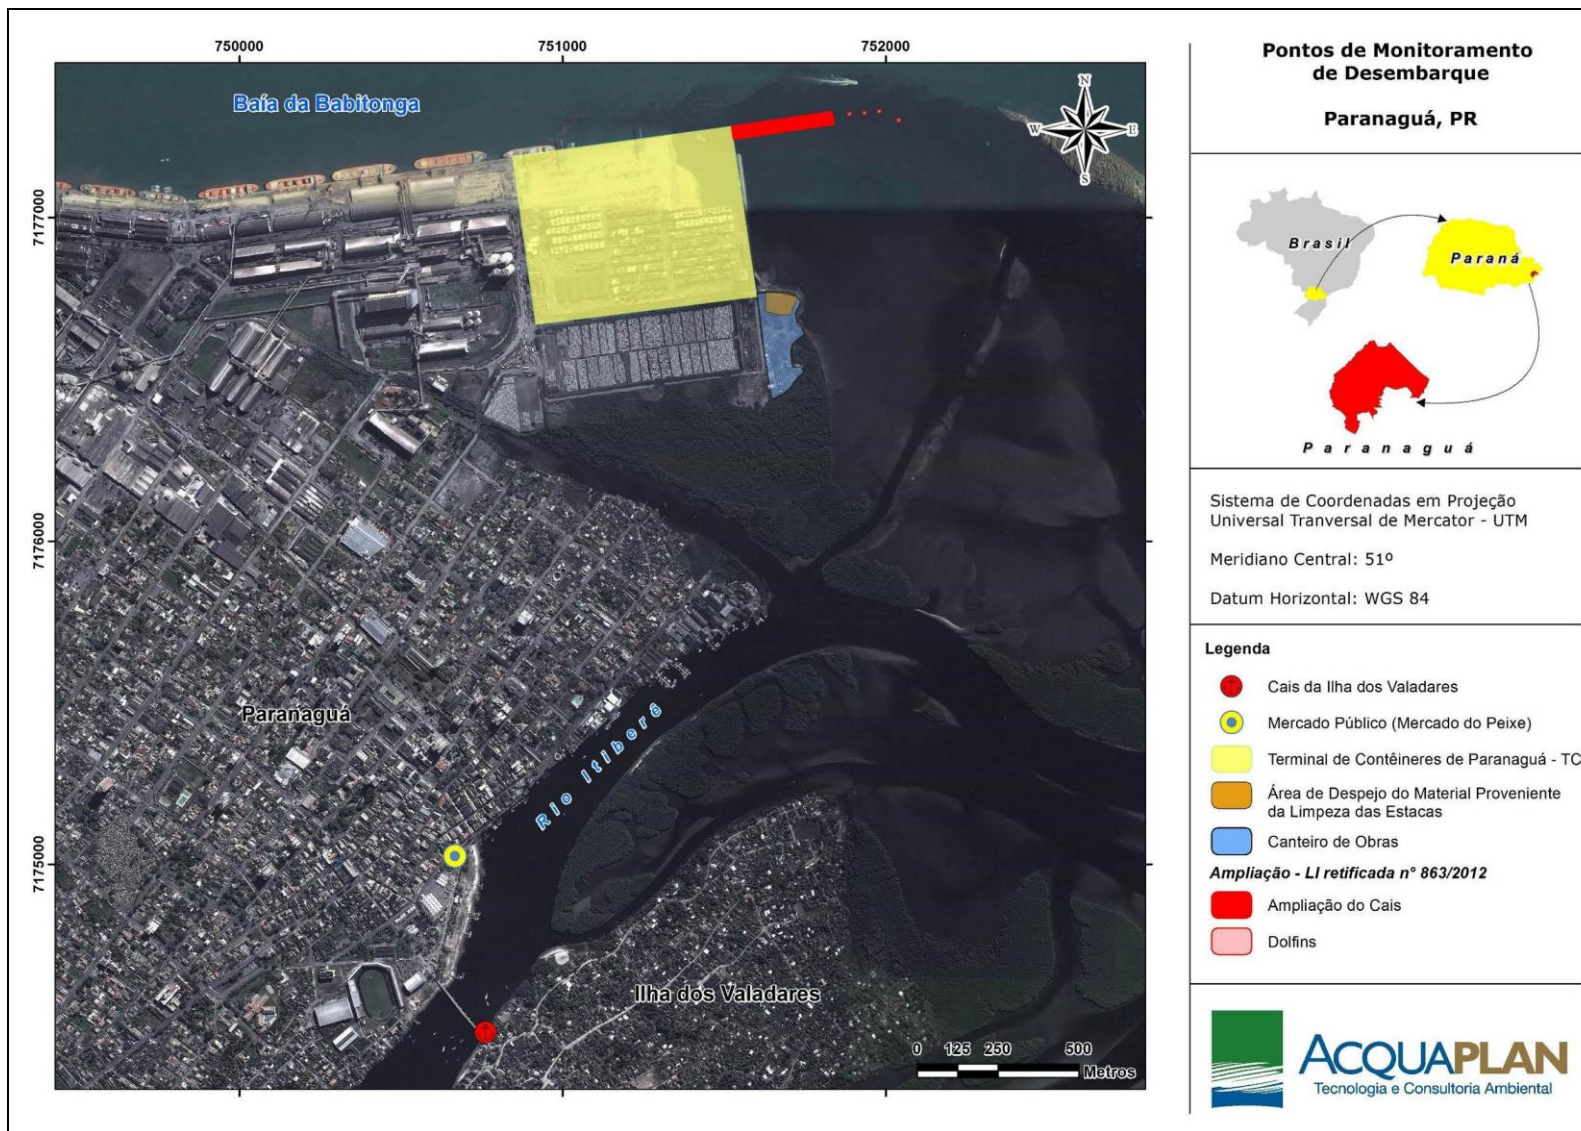 750000
751000
752000
7177000
7176000
7175000
Baía da Babitonga
N
W
E
S
Paranaguá
Rio Itiberê
Ilha dos Valadares
0 125 250 500
Metros
Pontos de Monitoramento
de Desembarque
Paranaguá, PR
Brasil
Paraná
Paranaguá
Sistema de Coordenadas em Projeção
Universal Tranversal de Mercator - UTM
Meridiano Central: 51º
Datum Horizontal: WGS 84
Legenda
Cais da Ilha dos Valadares
Mercado Público (Mercado do Peixe)
Terminal de Contêineres de Paranaguá - TC
Área de Despejo do Material Proveniente
da Limpeza das Estacas
Canteiro de Obras
Ampliação - LI retificada n° 863/2012
Ampliação do Cais
Dolfins
ACQUAPLAN
Tecnologia e Consultoria Ambiental